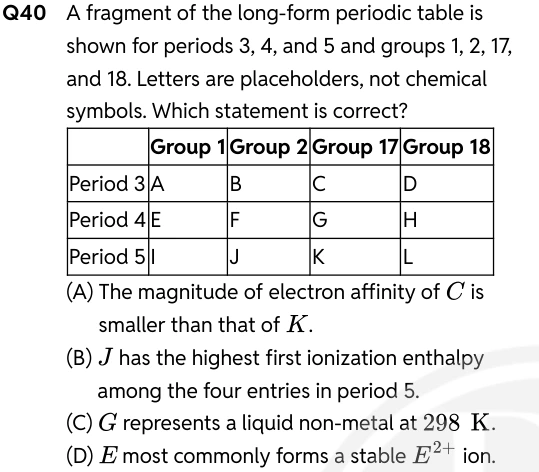 Q40 A fragment of the long-form periodic table is
shown for periods 3, 4, and 5 and groups 1, 2, 17,
and 18. Letters are placeholders, not chemical
symbols. Which statement is correct?
Group 1 Group 2 Group 17 Group 18
Period 3 A B C D
Period 4 E F G H
Period 5 I J K L
(A) The magnitude of electron affinity of C is
smaller than that of K.
(B) J has the highest first ionization enthalpy
among the four entries in period 5.
(C) G represents a liquid non-metal at 298 K.
(D) E most commonly forms a stable E²⁺ ion.